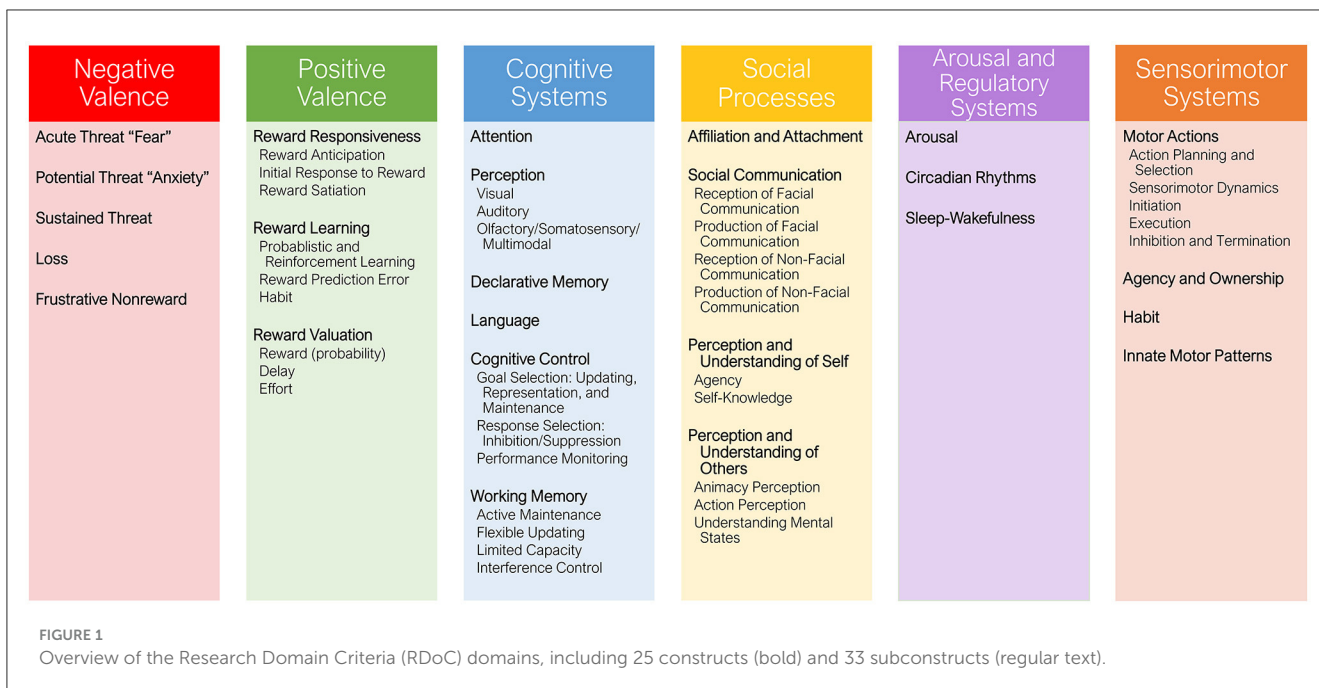 Negative
Valence
Acute Threat “Fear”
Potential Threat “Anxiety”
Sustained Threat
Loss
Frustrative Nonreward
Positive
Valence
Reward Responsiveness
Reward Anticipation
Initial Response to Reward
Reward Satiation
Reward Learning
Probablistic and
Reinforcement Learning
Reward Prediction Error
Habit
Reward Valuation
Reward (probability)
Delay
Effort
Cognitive
Systems
Attention
Perception
Visual
Auditory
Olfactory/Somatosensory/
Multimodal
Declarative Memory
Language
Cognitive Control
Goal Selection: Updating,
Representation, and
Maintenance
Response Selection:
Inhibition/Suppression
Performance Monitoring
Working Memory
Active Maintenance
Flexible Updating
Limited Capacity
Interference Control
Social
Processes
Affiliation and Attachment
Social Communication
Reception of Facial
Communication
Production of Facial
Communication
Reception of Non-Facial
Communication
Production of Non-Facial
Communication
Perception and
Understanding of Self
Agency
Self-Knowledge
Perception and
Understanding of
Others
Animacy Perception
Action Perception
Understanding Mental
States
Arousal and
Regulatory
Systems
Arousal
Circadian Rhythms
Sleep-Wakefulness
Sensorimotor
Systems
Motor Actions
Action Planning and
Selection
Sensorimotor Dynamics
Initiation
Execution
Inhibition and Termination
Agency and Ownership
Habit
Innate Motor Patterns
FIGURE 1
Overview of the Research Domain Criteria (RDoC) domains, including 25 constructs (bold) and 33 subconstructs (regular text).